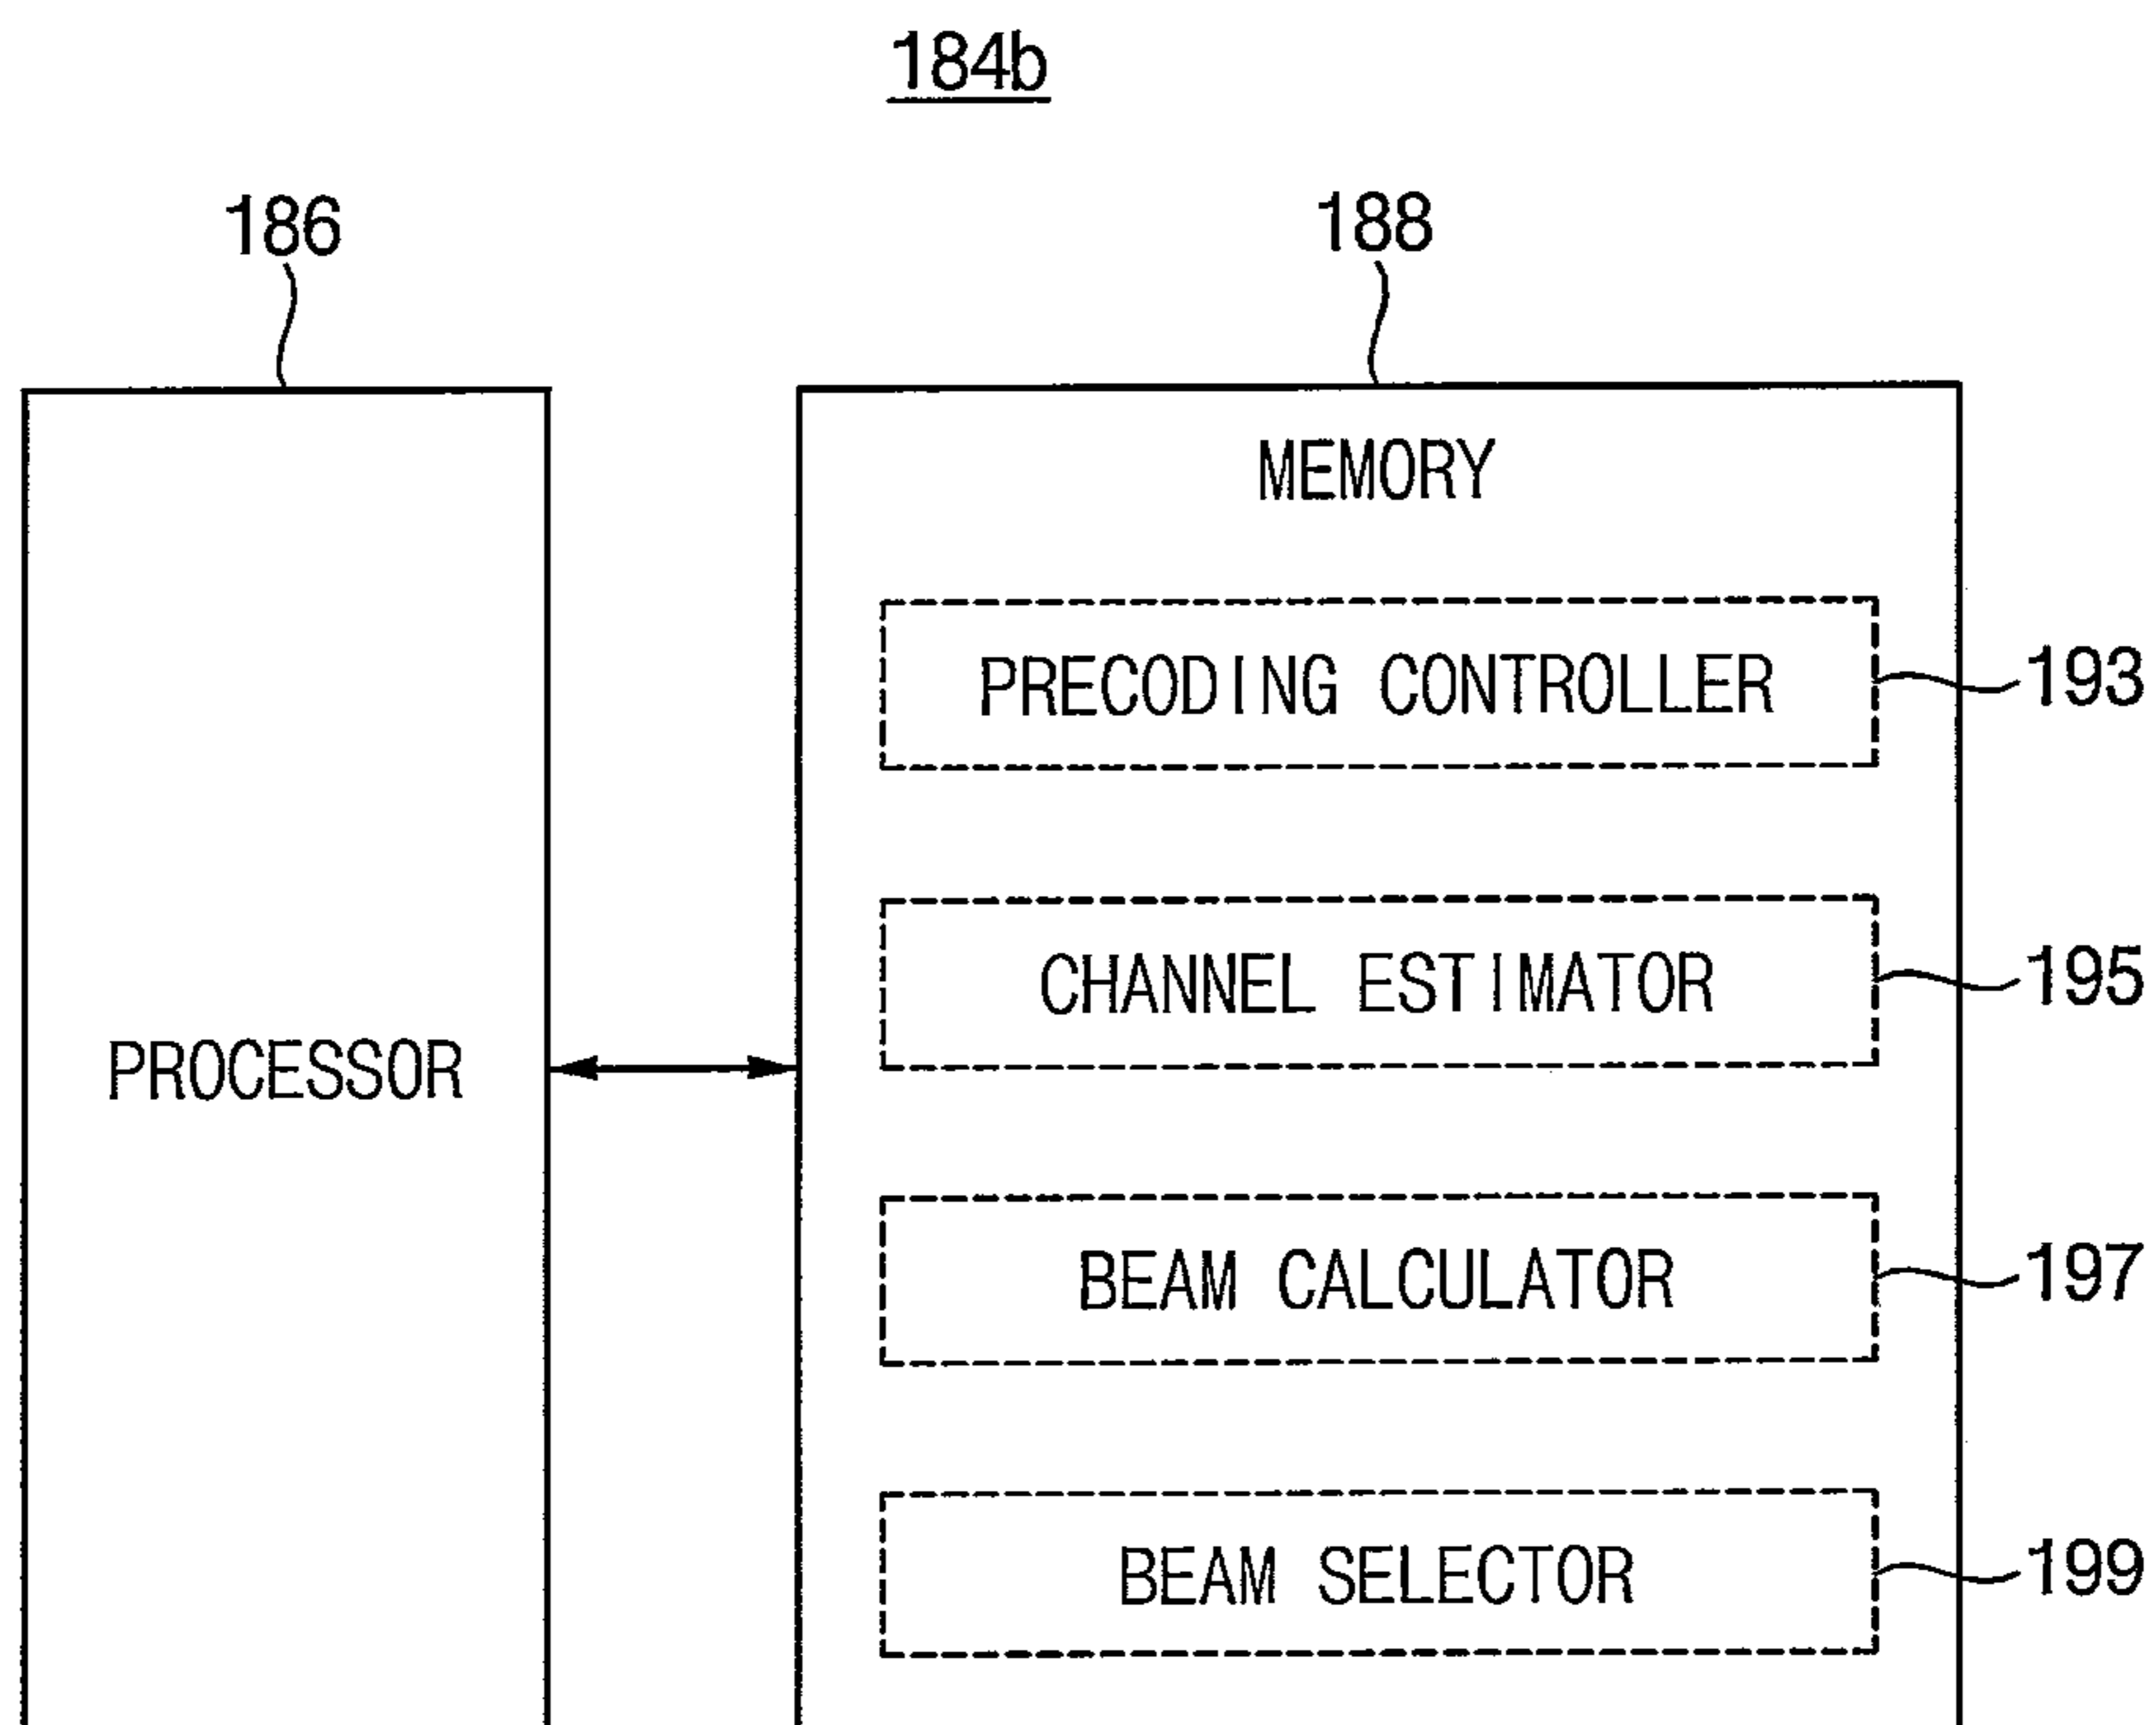 184b
186
188
MEMORY
PRECODING CONTROLLER
193
CHANNEL ESTIMATOR
195
PROCESSOR
BEAM CALCULATOR
197
BEAM SELECTOR
199